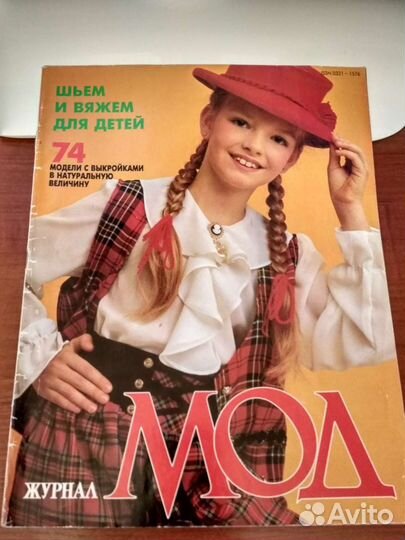 ШЬЕМ
И ВЯЖЕМ
ДЛЯ ДЕТЕЙ
74
МОДЕЛИ С ВЫКРОЙКАМИ
В НАТУРАЛЬНУЮ
ВЕЛИЧИНУ
ЖУРНАЛ МОД
Avito